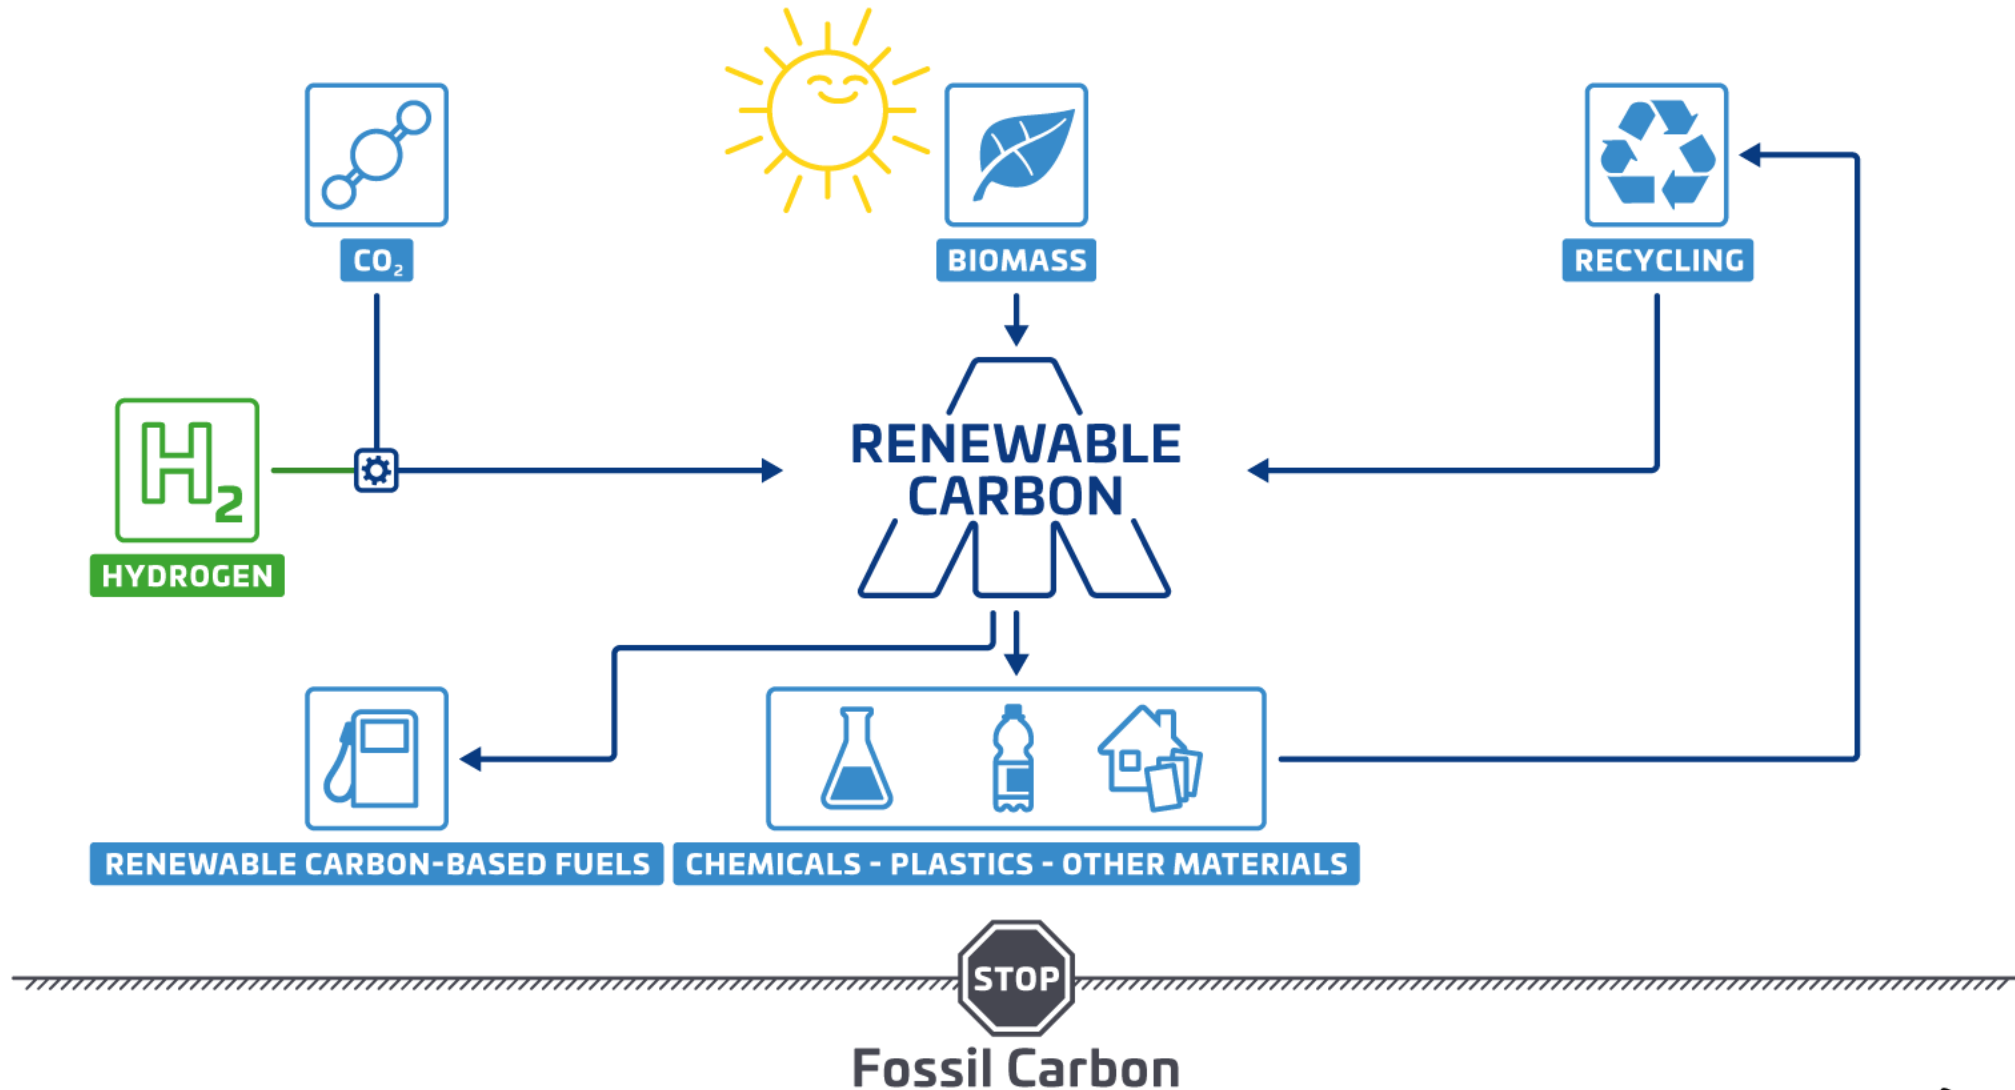 CO₂
BIOMASS
RECYCLING
H₂
HYDROGEN
RENEWABLE
CARBON
RENEWABLE CARBON-BASED FUELS
CHEMICALS - PLASTICS - OTHER MATERIALS
STOP
Fossil Carbon